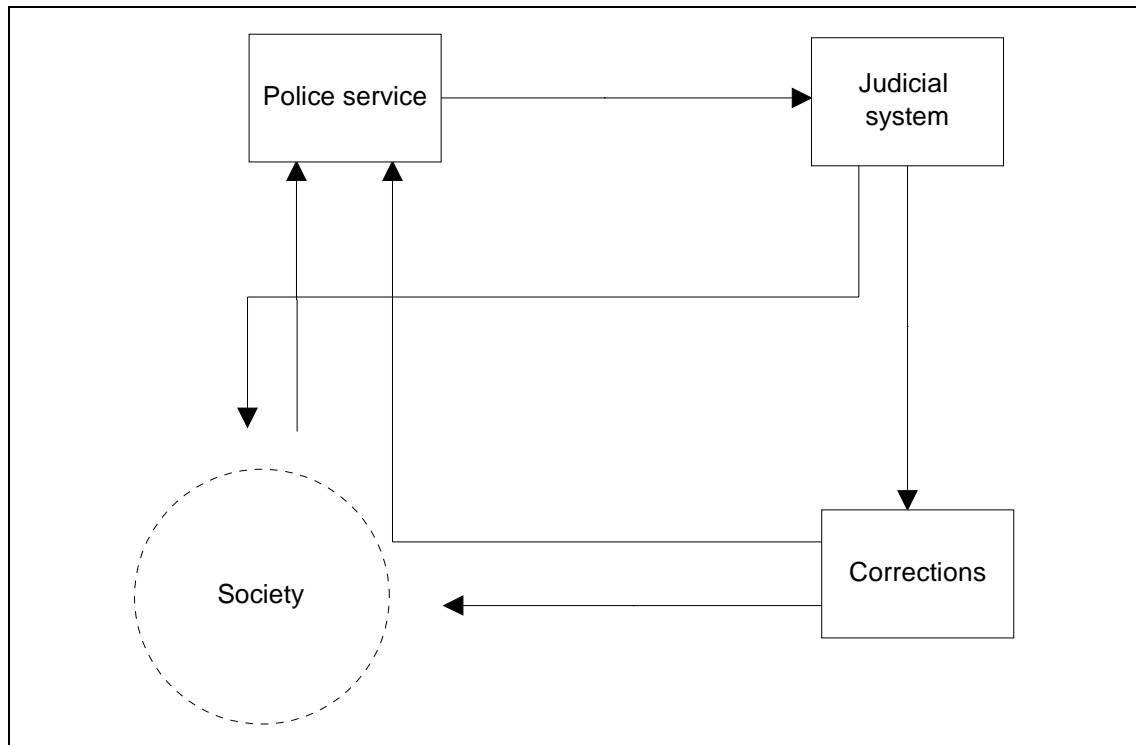 Police service
Judicial
system
Corrections
Society